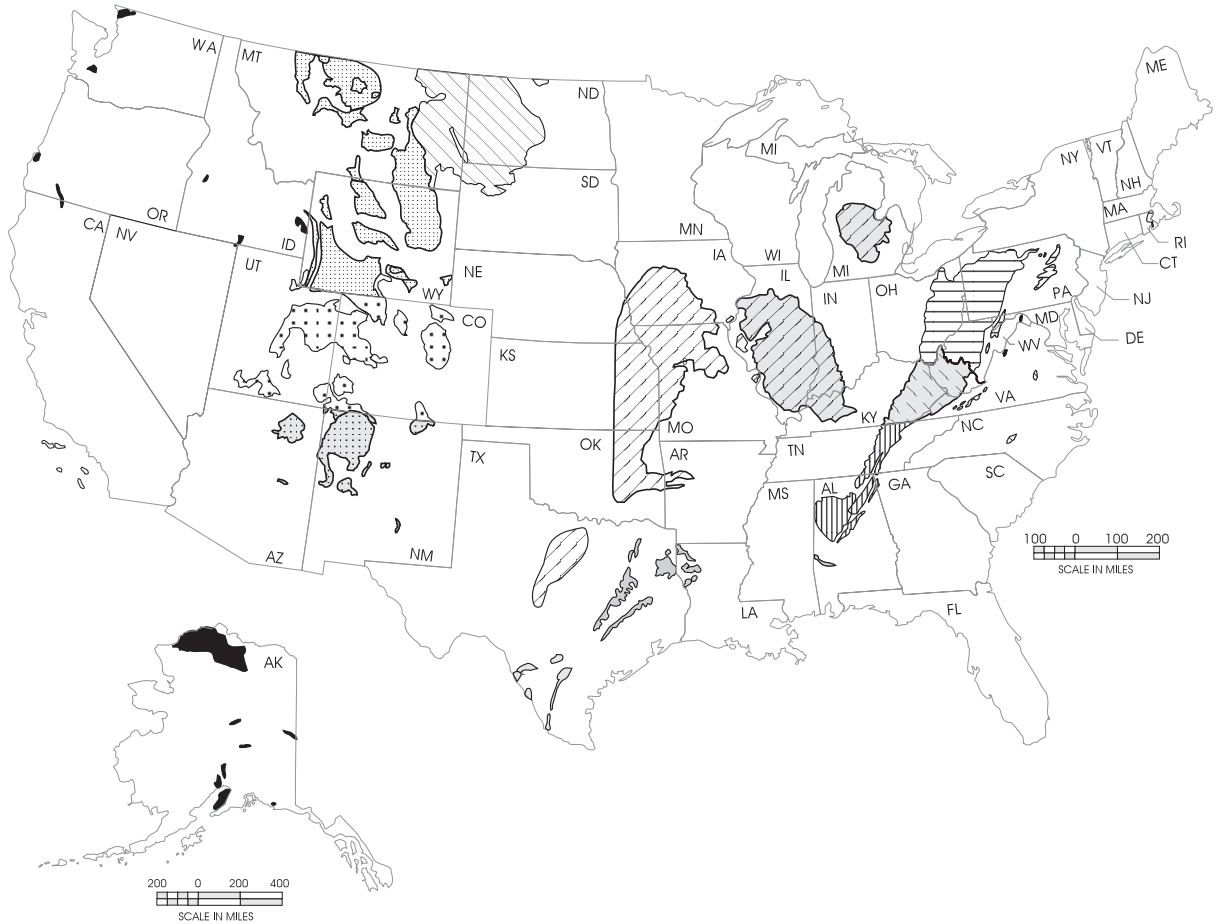 WA
MT
ND
ME
MI
NY
VT
NH
SD
MA
OR
CA
NV
ID
MN
RI
IA
WI
CT
UT
NE
IL
MI
WY
IN
OH
PA
NJ
CO
MD
DE
KS
WV
VA
KY
MO
NC
OK
TN
TX
AR
SC
MS
AL
GA
100 0 100 200
SCALE IN MILES
AZ
NM
LA
FL
AK
200 0 200 400
SCALE IN MILES